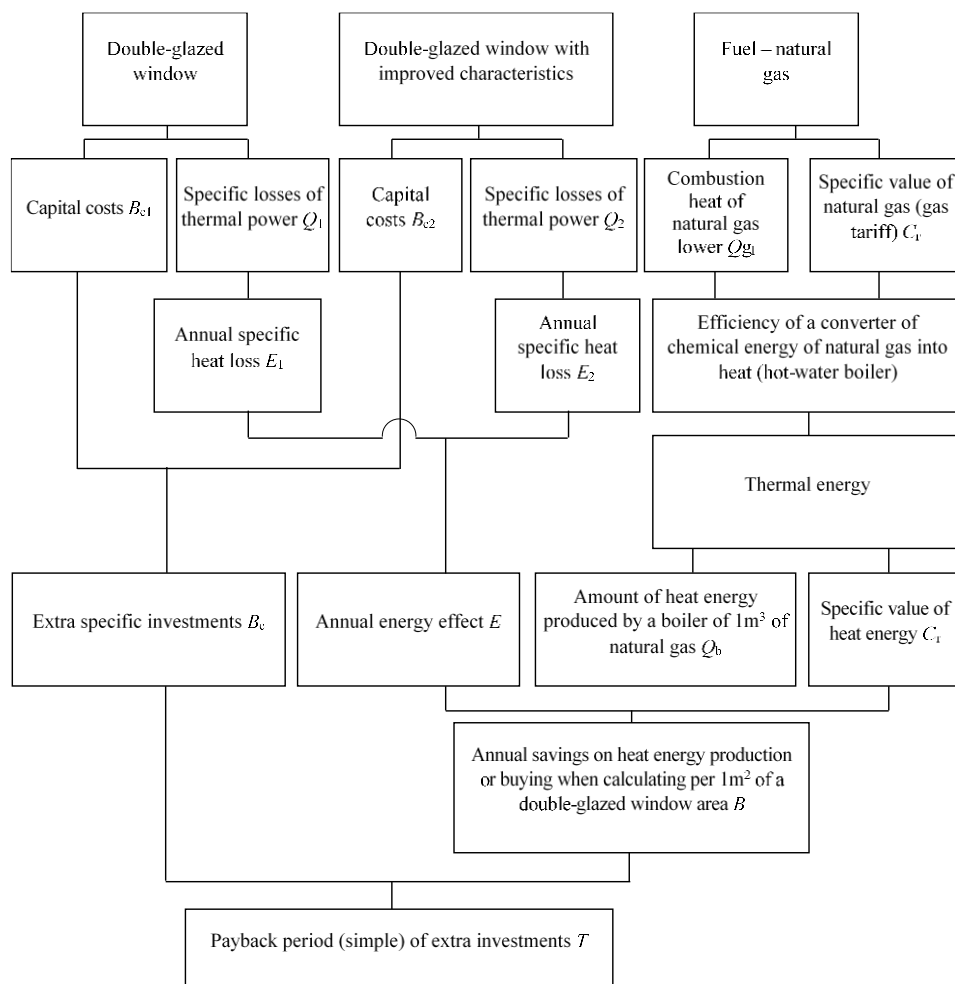 Double-glazed
window
Double-glazed window with
improved characteristics
Fuel – natural
gas
Capital costs Bc1
Specific losses of
thermal power Q1
Capital
costs Bc2
Specific losses of
thermal power Q2
Combustion
heat of
natural gas
lower Qgl
Specific value of
natural gas (gas
tariff) Cr
Annual specific
heat loss E1
Annual
specific heat
loss E2
Efficiency of a converter of
chemical energy of natural gas into
heat (hot-water boiler)
Thermal energy
Extra specific investments Bc
Annual energy effect E
Amount of heat energy
produced by a boiler of 1m³ of
natural gas Qb
Specific value of
heat energy Cr
Annual savings on heat energy production
or buying when calculating per 1m² of a
double-glazed window area B
Payback period (simple) of extra investments T